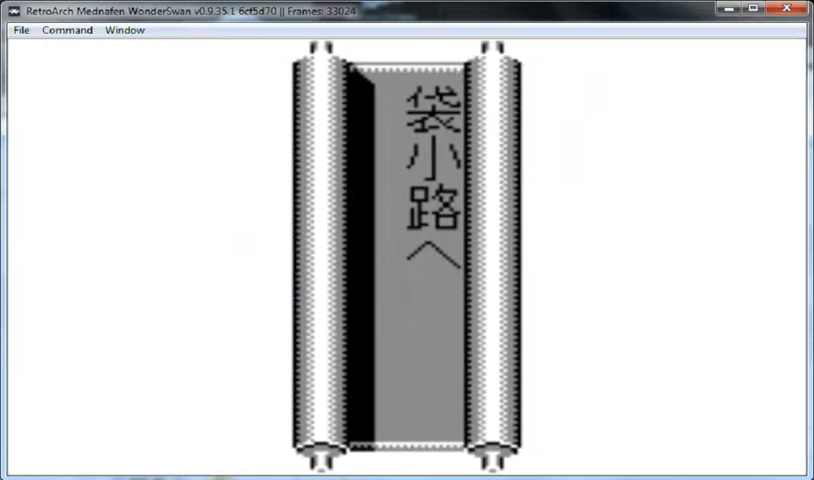 RetroArch Mednafen WonderSwan v0.9.35.1 6cf5d70 || Frames: 33024
File Command Window
袋小路へ